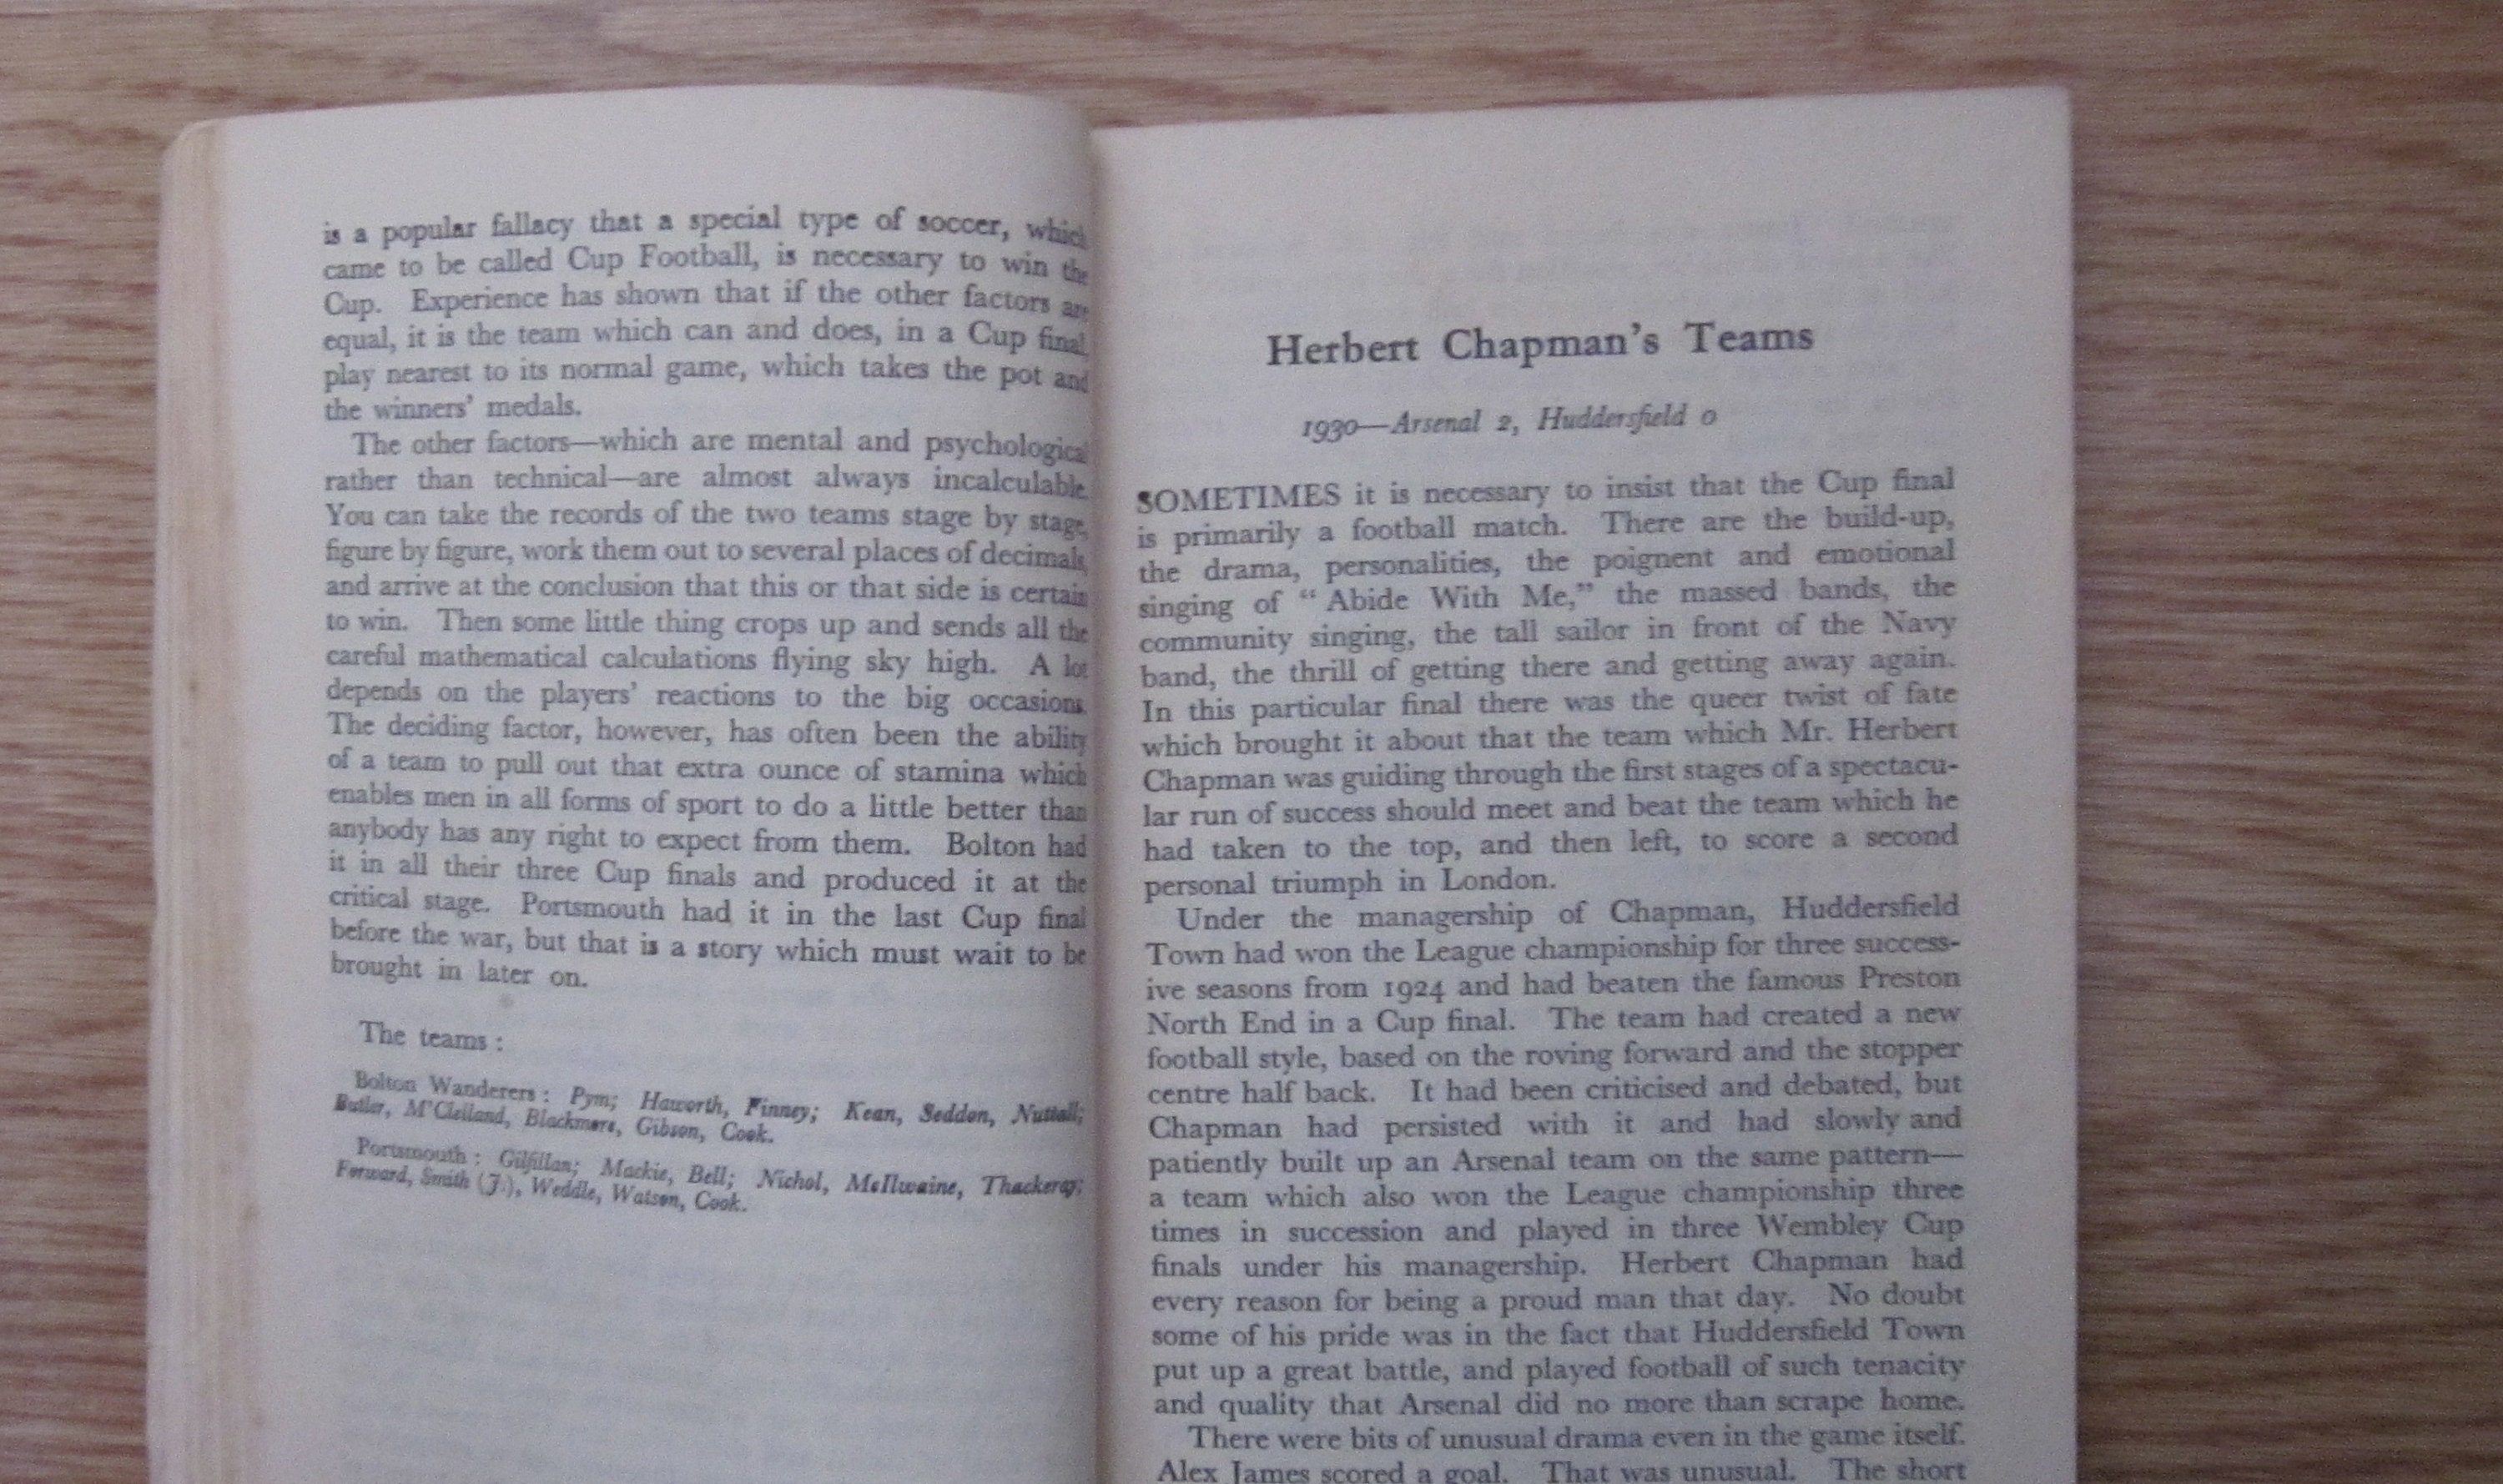 is a popular fallacy that a special type of soccer, which
came to be called Cup Football, is necessary to win the
Cup. Experience has shown that if the other factors are
equal, it is the team which can and does, in a Cup final
play nearest to its normal game, which takes the pot and
the winners' medals.
The other factors—which are mental and psychological
rather than technical—are almost always incalculable.
You can take the records of the two teams stage by stage,
figure by figure, work them out to several places of decimals,
and arrive at the conclusion that this or that side is certain
to win. Then some little thing crops up and sends all the
careful mathematical calculations flying sky high. A lot
depends on the players' reactions to the big occasions.
The deciding factor, however, has often been the ability
of a team to pull out that extra ounce of stamina which
enables men in all forms of sport to do a little better than
anybody has any right to expect from them. Bolton had
it in all their three Cup finals and produced it at the
critical stage. Portsmouth had it in the last Cup final
before the war, but that is a story which must wait to be
brought in later on.
The teams :
Bolton Wanderers : Pym; Haworth, Finney; Kean, Seddon, Nuttall;
Butler, M'Clelland, Blackmore, Gibson, Cook.
Portsmouth : Gilfillan; Mackie, Bell; Nichol, McIlwaine, Thackeray;
Forward, Smith (J.), Weddle, Watson, Cook.
Herbert Chapman's Teams
1930—Arsenal 2, Huddersfield 0
SOMETIMES it is necessary to insist that the Cup final
is primarily a football match. There are the build-up,
the drama, personalities, the poignent and emotional
singing of "Abide With Me," the massed bands, the
community singing, the tall sailor in front of the Navy
band, the thrill of getting there and getting away again.
In this particular final there was the queer twist of fate
which brought it about that the team which Mr. Herbert
Chapman was guiding through the first stages of a spectacu-
lar run of success should meet and beat the team which he
had taken to the top, and then left, to score a second
personal triumph in London.
Under the managership of Chapman, Huddersfield
Town had won the League championship for three success-
ive seasons from 1924 and had beaten the famous Preston
North End in a Cup final. The team had created a new
football style, based on the roving forward and the stopper
centre half back. It had been criticised and debated, but
Chapman had persisted with it and had slowly and
patiently built up an Arsenal team on the same pattern—
a team which also won the League championship three
times in succession and played in three Wembley Cup
finals under his managership. Herbert Chapman had
every reason for being a proud man that day. No doubt
some of his pride was in the fact that Huddersfield Town
put up a great battle, and played football of such tenacity
and quality that Arsenal did no more than scrape home.
There were bits of unusual drama even in the game itself.
Alex James scored a goal. That was unusual. The short